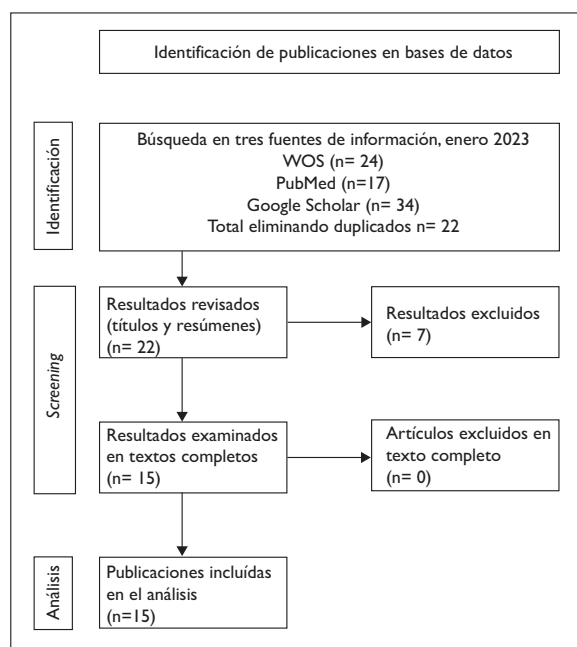 Identificación de publicaciones en bases de datos
Identificación
Búsqueda en tres fuentes de información, enero 2023
WOS (n= 24)
PubMed (n=17)
Google Scholar (n= 34)
Total eliminando duplicados n= 22
Screening
Resultados revisados
(títulos y resúmenes)
(n= 22)
Resultados excluidos
(n= 7)
Resultados examinados
en textos completos
(n= 15)
Artículos excluidos en
texto completo
(n= 0)
Análisis
Publicaciones incluídas
en el análisis
(n=15)